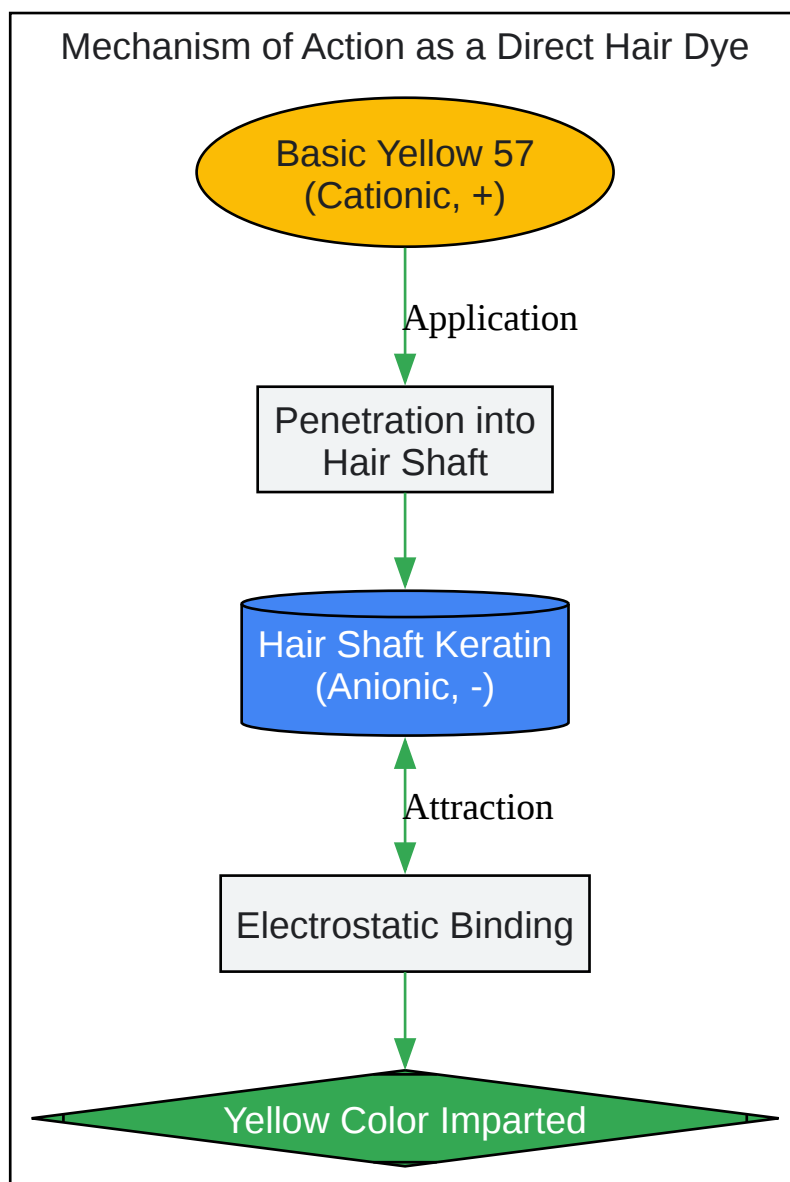 Mechanism of Action as a Direct Hair Dye
Basic Yellow 57
(Cationic, +)
Application
Penetration into
Hair Shaft
Hair Shaft Keratin
(Anionic, -)
Attraction
Electrostatic Binding
Yellow Color Imparted